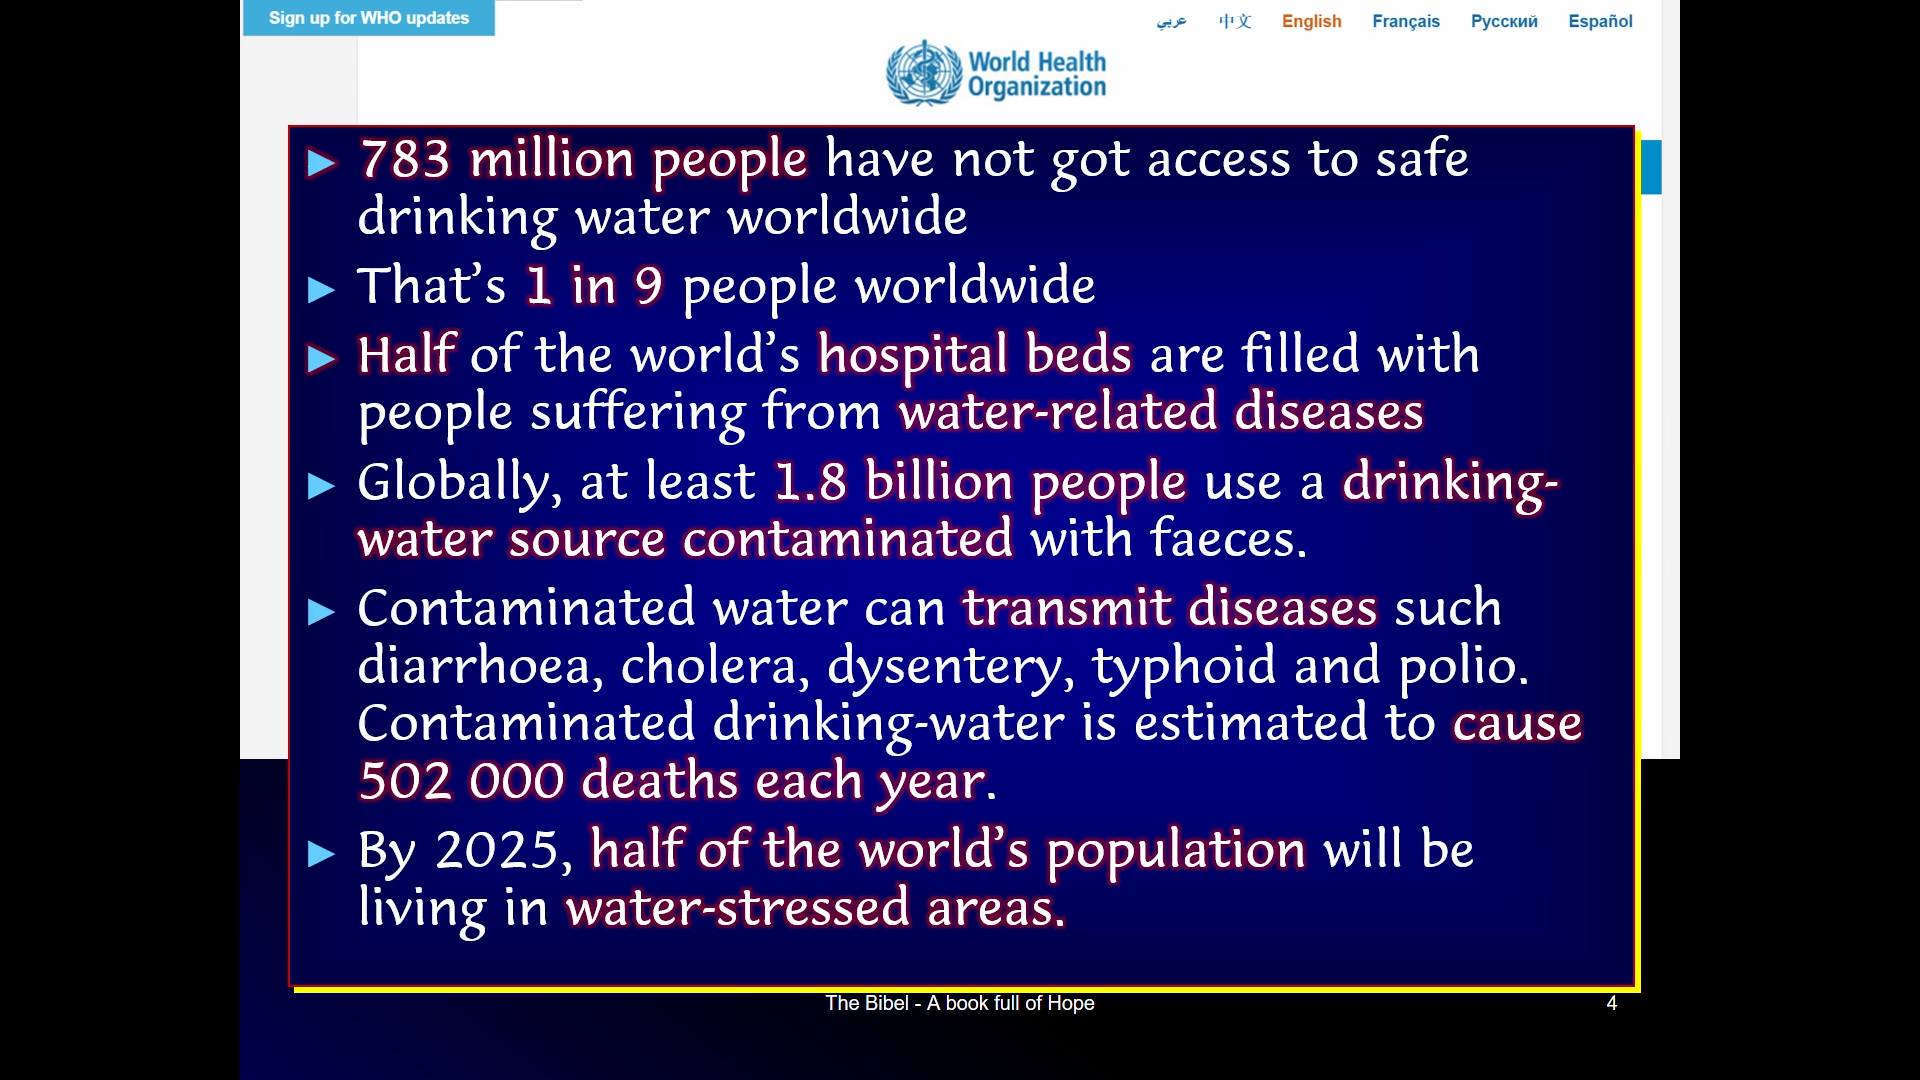 Sign up for WHO updates
عربي 中文 English Français Русский Español
World Health
Organization
► 783 million people have not got access to safe
drinking water worldwide
► That’s 1 in 9 people worldwide
► Half of the world’s hospital beds are filled with
people suffering from water-related diseases
► Globally, at least 1.8 billion people use a drinking-
water source contaminated with faeces.
► Contaminated water can transmit diseases such
diarrhoea, cholera, dysentery, typhoid and polio.
Contaminated drinking-water is estimated to cause
502 000 deaths each year.
► By 2025, half of the world’s population will be
living in water-stressed areas.
The Bibel - A book full of Hope
4